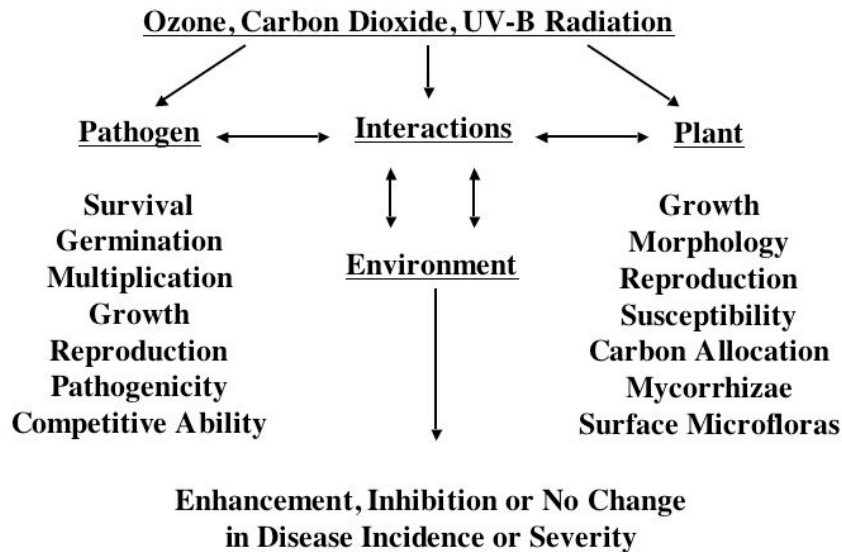 Ozone, Carbon Dioxide, UV-B Radiation
Pathogen
Interactions
Plant
Survival
Germination
Multiplication
Growth
Reproduction
Pathogenicity
Competitive Ability
Environment
Growth
Morphology
Reproduction
Susceptibility
Carbon Allocation
Mycorrhizae
Surface Microfloras
Enhancement, Inhibition or No Change
in Disease Incidence or Severity